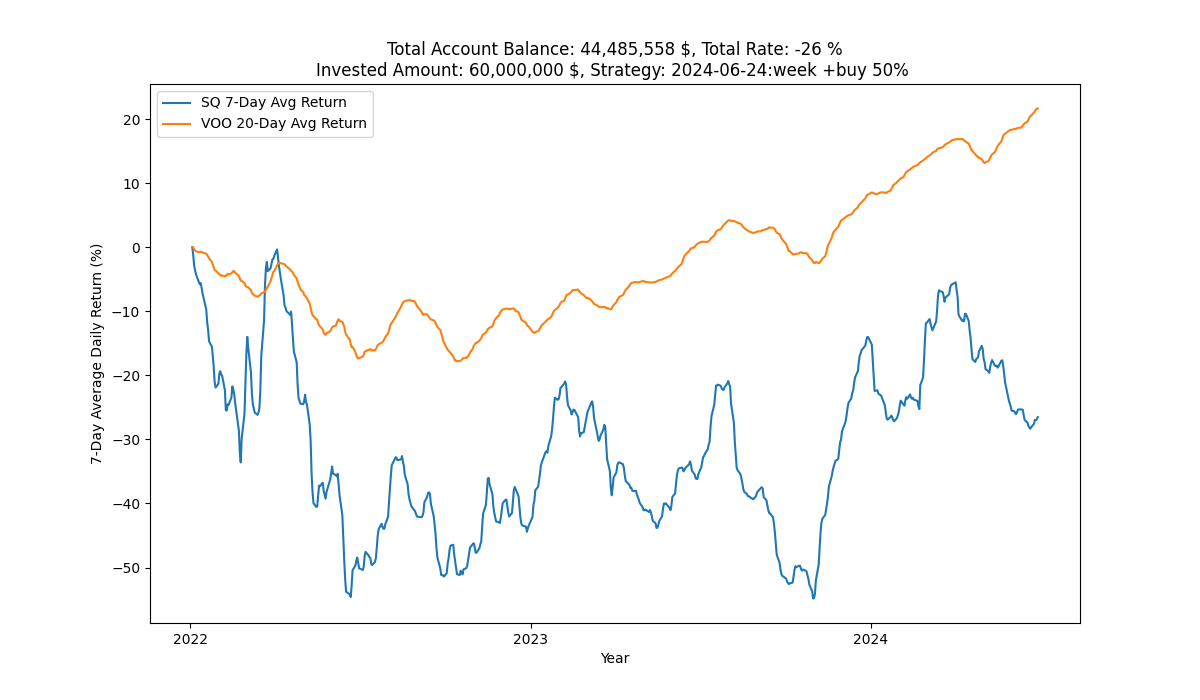 Total Account Balance: 44,485,558 $, Total Rate: -26 %
Invested Amount: 60,000,000 $, Strategy: 2024-06-24:week +buy 50%
SQ 7-Day Avg Return
VOO 20-Day Avg Return
7-Day Average Daily Return (%)
20
10
0
−10
−20
−30
−40
−50
2022
2023
2024
Year